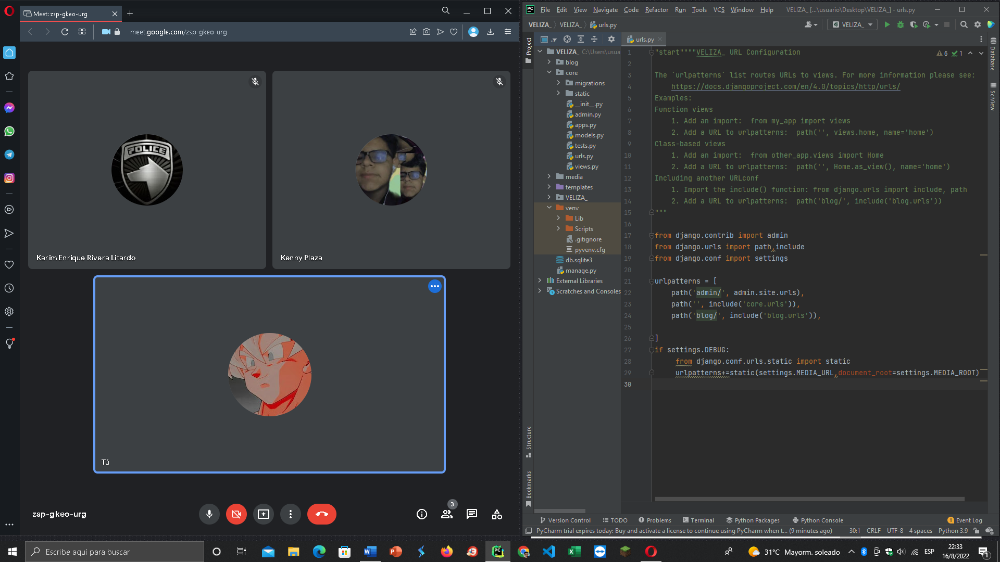 Meet: zsp-gkeo-urg
meet.google.com/zsp-gkeo-urg
POLICE
Karim Enrique Rivera Litardo
Kenny Plaza
Tú
zsp-gkeo-urg
3
PC
File Edit View Navigate Code Refactor Run Tools VCS Window Help VELIZA_ [...\usuario\Desktop\VELIZA_] - urls.py
VELIZA_ VELIZA_ urls.py
dj VELIZA_
Project
urls.py
VELIZA_ C:\Users\usua
blog
core
migrations
static
__init__.py
admin.py
apps.py
models.py
tests.py
urls.py
views.py
media
templates
VELIZA_
venv
Lib
Scripts
.gitignore
pyvenv.cfg
db.sqlite3
manage.py
External Libraries
Scratches and Consoles
6 1
1 "start""""VELIZA_ URL Configuration
2
3 The `urlpatterns` list routes URLs to views. For more information please see:
4 https://docs.djangoproject.com/en/4.0/topics/http/urls/
5 Examples:
6 Function views
7 1. Add an import:  from my_app import views
8 2. Add a URL to urlpatterns:  path('', views.home, name='home')
9 Class-based views
10 1. Add an import:  from other_app.views import Home
11 2. Add a URL to urlpatterns:  path('', Home.as_view(), name='home')
12 Including another URLconf
13 1. Import the include() function: from django.urls import include, path
14 2. Add a URL to urlpatterns:  path('blog/', include('blog.urls'))
15 """
16
17 from django.contrib import admin
18 from django.urls import path,include
19 from django.conf import settings
20
21 urlpatterns = [
22 path('admin/', admin.site.urls),
23 path('', include('core.urls')),
24 path('blog/', include('blog.urls')),
25
26 ]
27 if settings.DEBUG:
28 from django.conf.urls.static import static
29 urlpatterns+=static(settings.MEDIA_URL,document_root=settings.MEDIA_ROOT)
30
Database
SciView
Structure
Bookmarks
Version Control TODO Problems Terminal Python Packages Python Console 1 Event Log
PyCharm trial expires today: Buy and activate a license to continue using PyCharm when t... (9 minutes ago) 30:1 CRLF UTF-8 4 spaces Python 3.9
Escribe aquí para buscar
31°C Mayorm. soleado
ESP
22:33
16/8/2022
1